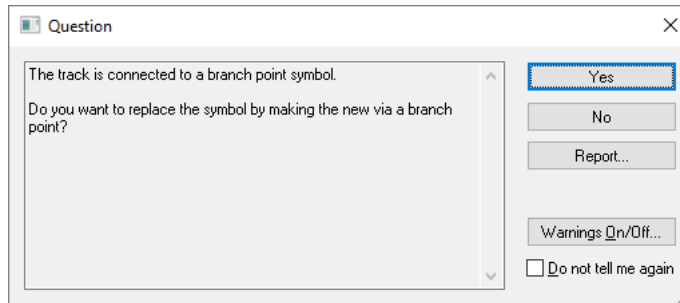 Question
The track is connected to a branch point symbol.
Do you want to replace the symbol by making the new via a branch
point?
Yes
No
Report...
Warnings On/Off...
Do not tell me again